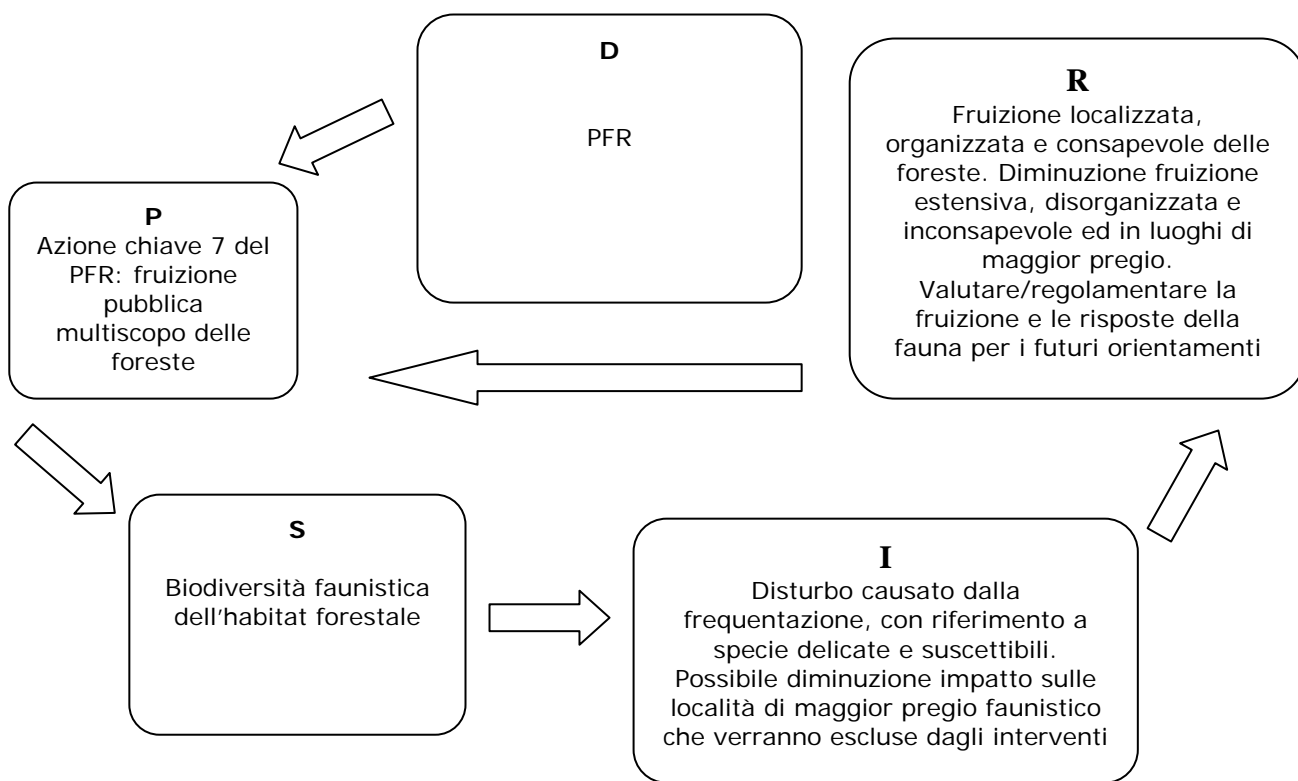 D
PFR
P
Azione chiave 7 del
PFR: fruizione
pubblica
multiscopo delle
foreste
S
Biodiversità faunistica
dell'habitat forestale
I
Disturbo causato dalla
frequentazione, con riferimento a
specie delicate e suscettibili.
Possibile diminuzione impatto sulle
località di maggior pregio faunistico
che verranno escluse dagli interventi
R
Fruizione localizzata,
organizzata e consapevole delle
foreste. Diminuzione fruizione
estensiva, disorganizzata e
inconsapevole ed in luoghi di
maggior pregio.
Valutare/regolamentare la
fruizione e le risposte della
fauna per i futuri orientamenti